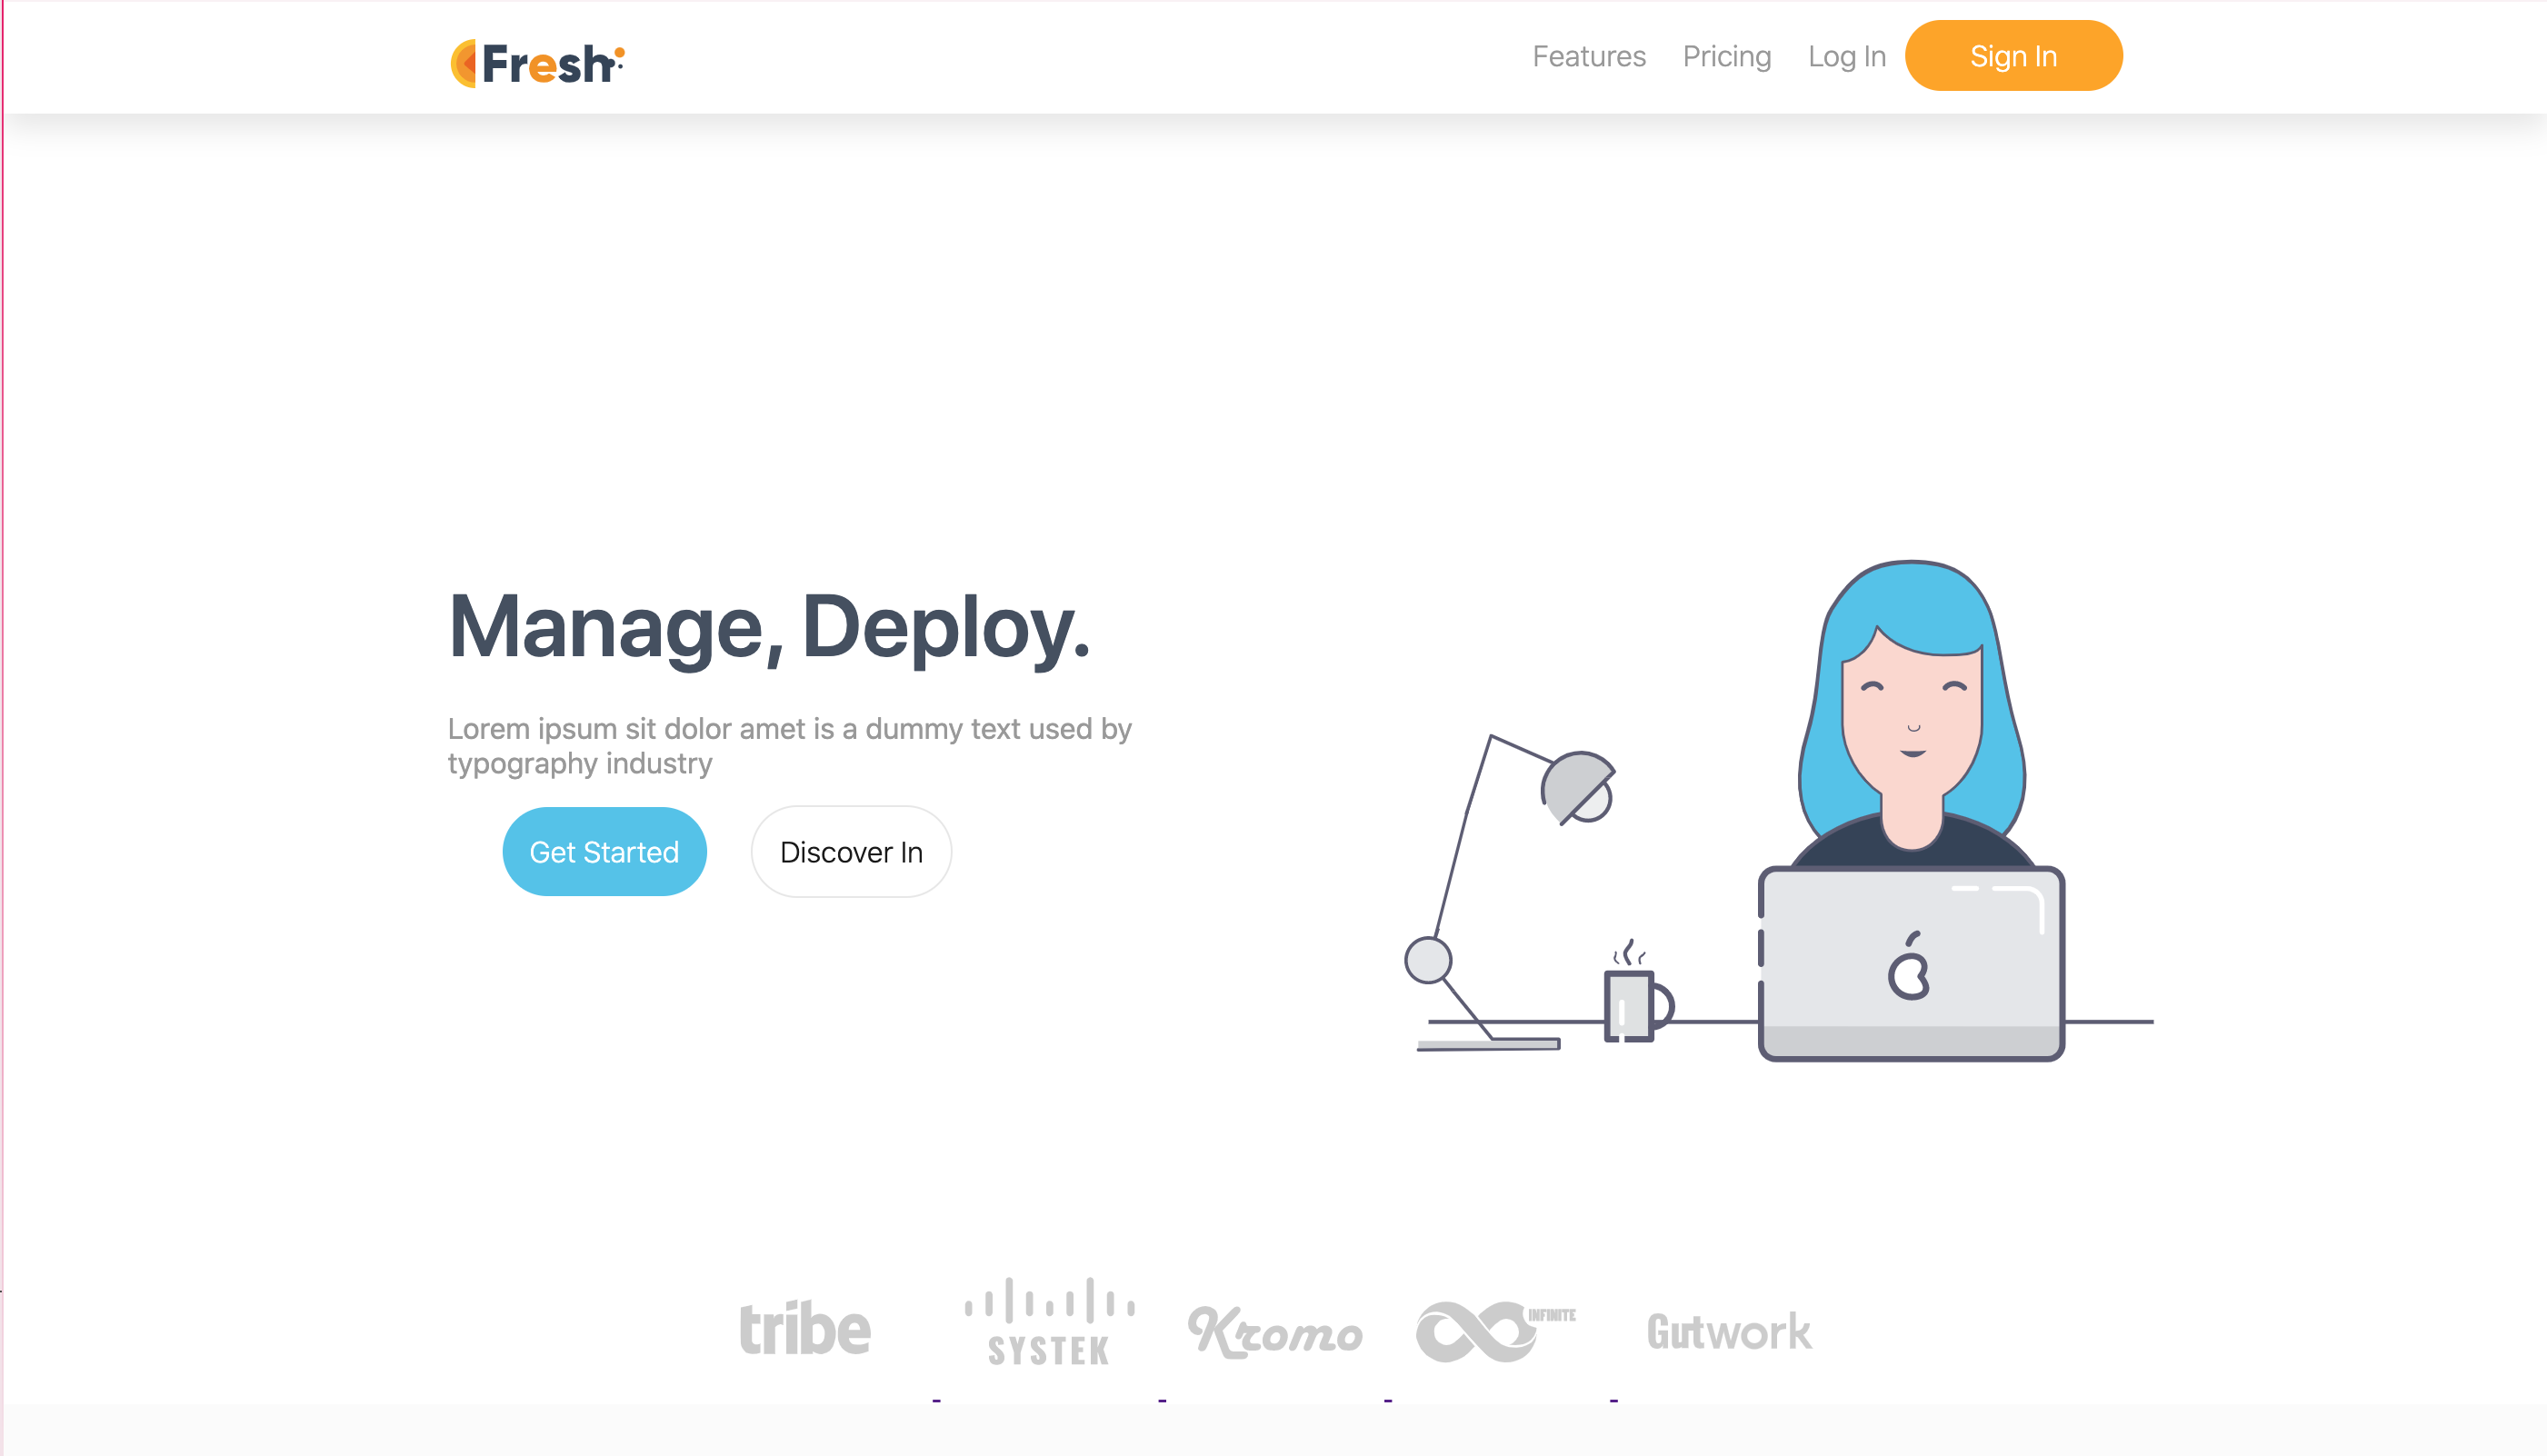 Fresh
Features Pricing Log In Sign In
Manage, Deploy.
Lorem ipsum sit dolor amet is a dummy text used by
typography industry
Get Started Discover In
tribe SYSTEK Kromo INFINITE Gutwork